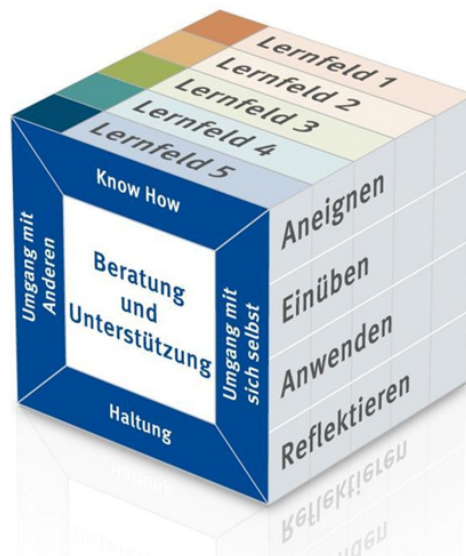 Lernfeld 1
Lernfeld 2
Lernfeld 3
Lernfeld 4
Lernfeld 5
Know How
Umgang mit
Anderen
Beratung
und
Unterstützung
Umgang mit
sich selbst
Haltung
Aneignen
Einüben
Anwenden
Reflektieren